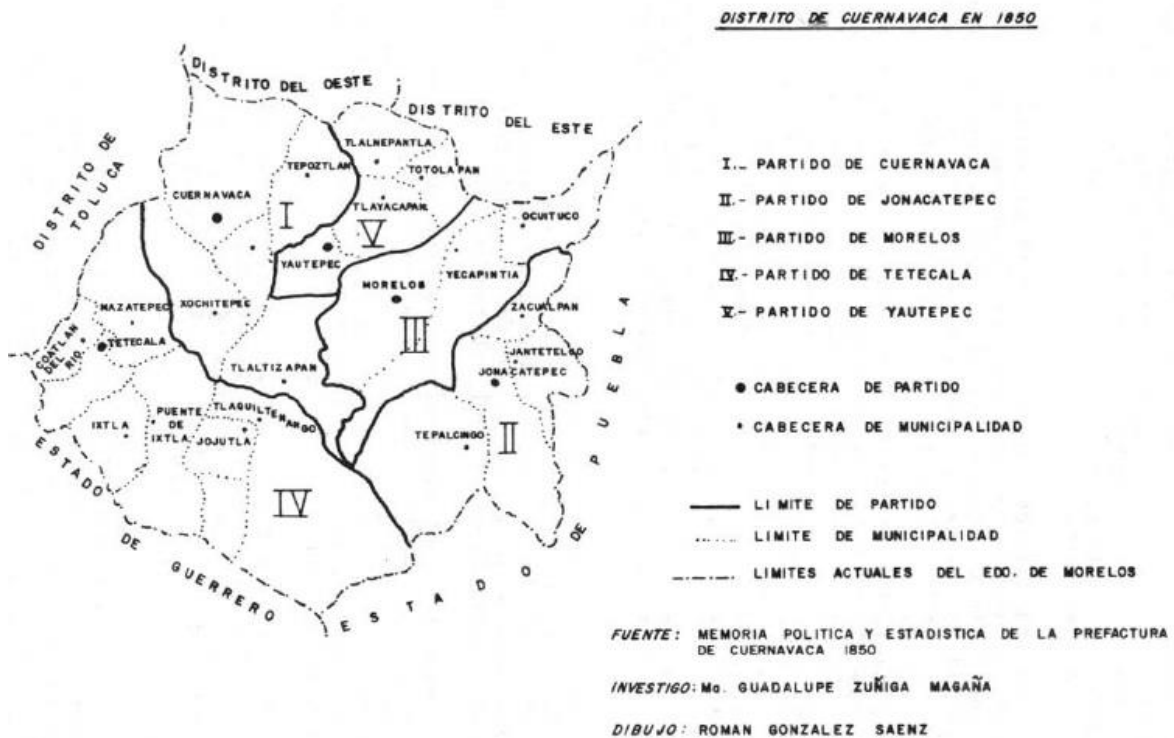 DISTRITO DE CUERNAVACA EN 1850
DISTRITO DEL OESTE
DISTRITO DEL ESTE
DISTRITO DE
TOLUCA
TLALNEPANTLA
TEPOZTLAN
TOTOLAPAN
CUERNAVACA
I
TLAYACAPAN
V
OCUITUCO
YAUTEPEC
YECAPINTIA
MORELOS
MAZATEPEC
XOCHITEPEC
ZACUALPAN
III
COATLAN
DEL
RIO
TETECALA
JANTETELGO
JONACATEPEC
TLALTIZAPAN
TLAQUILTENANGO
IXTLA
PUENTE
DE
IXTLA
JOJUTLA
TEPALCINGO
II
IV
ESTADO
DE
GUERRERO
ESTADO
DE
PUEBLA
I.- PARTIDO DE CUERNAVACA
II.- PARTIDO DE JONACATEPEC
III.- PARTIDO DE MORELOS
IV.- PARTIDO DE TETECALA
V.- PARTIDO DE YAUTEPEC
CABECERA DE PARTIDO
CABECERA DE MUNICIPALIDAD
LIMITE DE PARTIDO
LIMITE DE MUNICIPALIDAD
LIMITES ACTUALES DEL EDO. DE MORELOS
FUENTE: MEMORIA POLITICA Y ESTADISTICA DE LA PREFACTURA
DE CUERNAVACA 1850
INVESTIGO: Ma. GUADALUPE ZUÑIGA MAGAÑA
DIBUJO: ROMAN GONZALEZ SAENZ